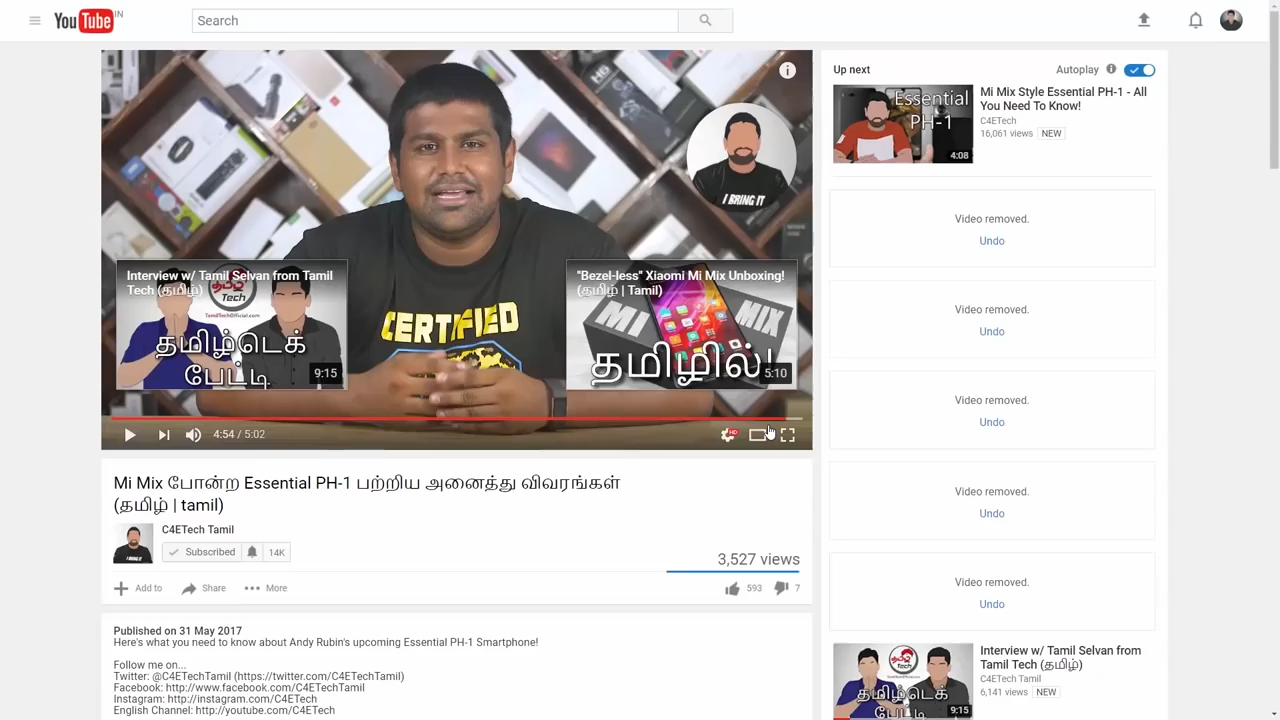 YouTube IN
Search
I BRING IT
Interview w/ Tamil Selvan from Tamil
Tech (தமிழ்)
தமிழ்
Tech
TamilTechOfficial.com
தமிழ்டெக்
பேட்டி
9:15
CERTIFIED
"Bezel-less" Xiaomi Mi Mix Unboxing!
(தமிழ் | Tamil)
MI MIX
தமிழில்!
5:10
4:54 / 5:02
HD
Mi Mix போன்ற Essential PH-1 பற்றிய அனைத்து விவரங்கள்
(தமிழ் | tamil)
C4ETech Tamil
Subscribed 14K
3,527 views
Add to Share More 593 7
Published on 31 May 2017
Here's what you need to know about Andy Rubin's upcoming Essential PH-1 Smartphone!
Follow me on...
Twitter: @C4ETechTamil (https://twitter.com/C4ETechTamil)
Facebook: http://www.facebook.com/C4ETechTamil
Instagram: http://instagram.com/C4ETech
English Channel: http://youtube.com/C4ETech
Up next Autoplay
Essential
PH-1
4:08
Mi Mix Style Essential PH-1 - All
You Need To Know!
C4ETech
16,061 views NEW
Video removed.
Undo
Video removed.
Undo
Video removed.
Undo
Video removed.
Undo
Video removed.
Undo
தமிழ்டெக்
பேட்டி
9:15
Interview w/ Tamil Selvan from
Tamil Tech (தமிழ்)
C4ETech Tamil
6,141 views NEW